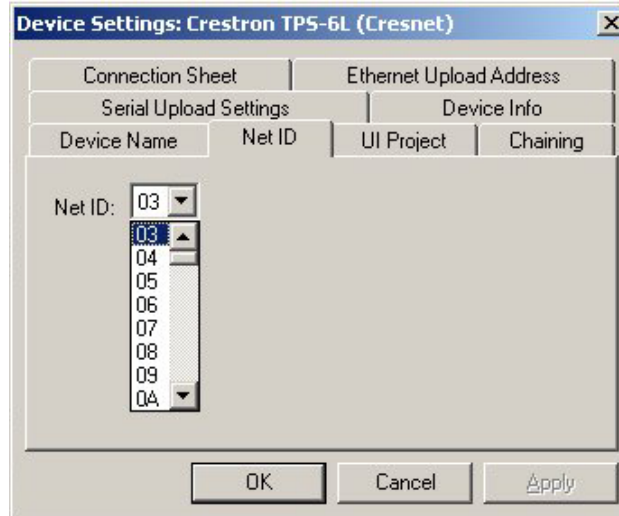 Device Settings: Crestron TPS-6L (Cresnet)
Connection Sheet Ethernet Upload Address
Serial Upload Settings Device Info
Device Name Net ID UI Project Chaining
Net ID: 03
03
04
05
06
07
08
09
0A
OK Cancel Apply